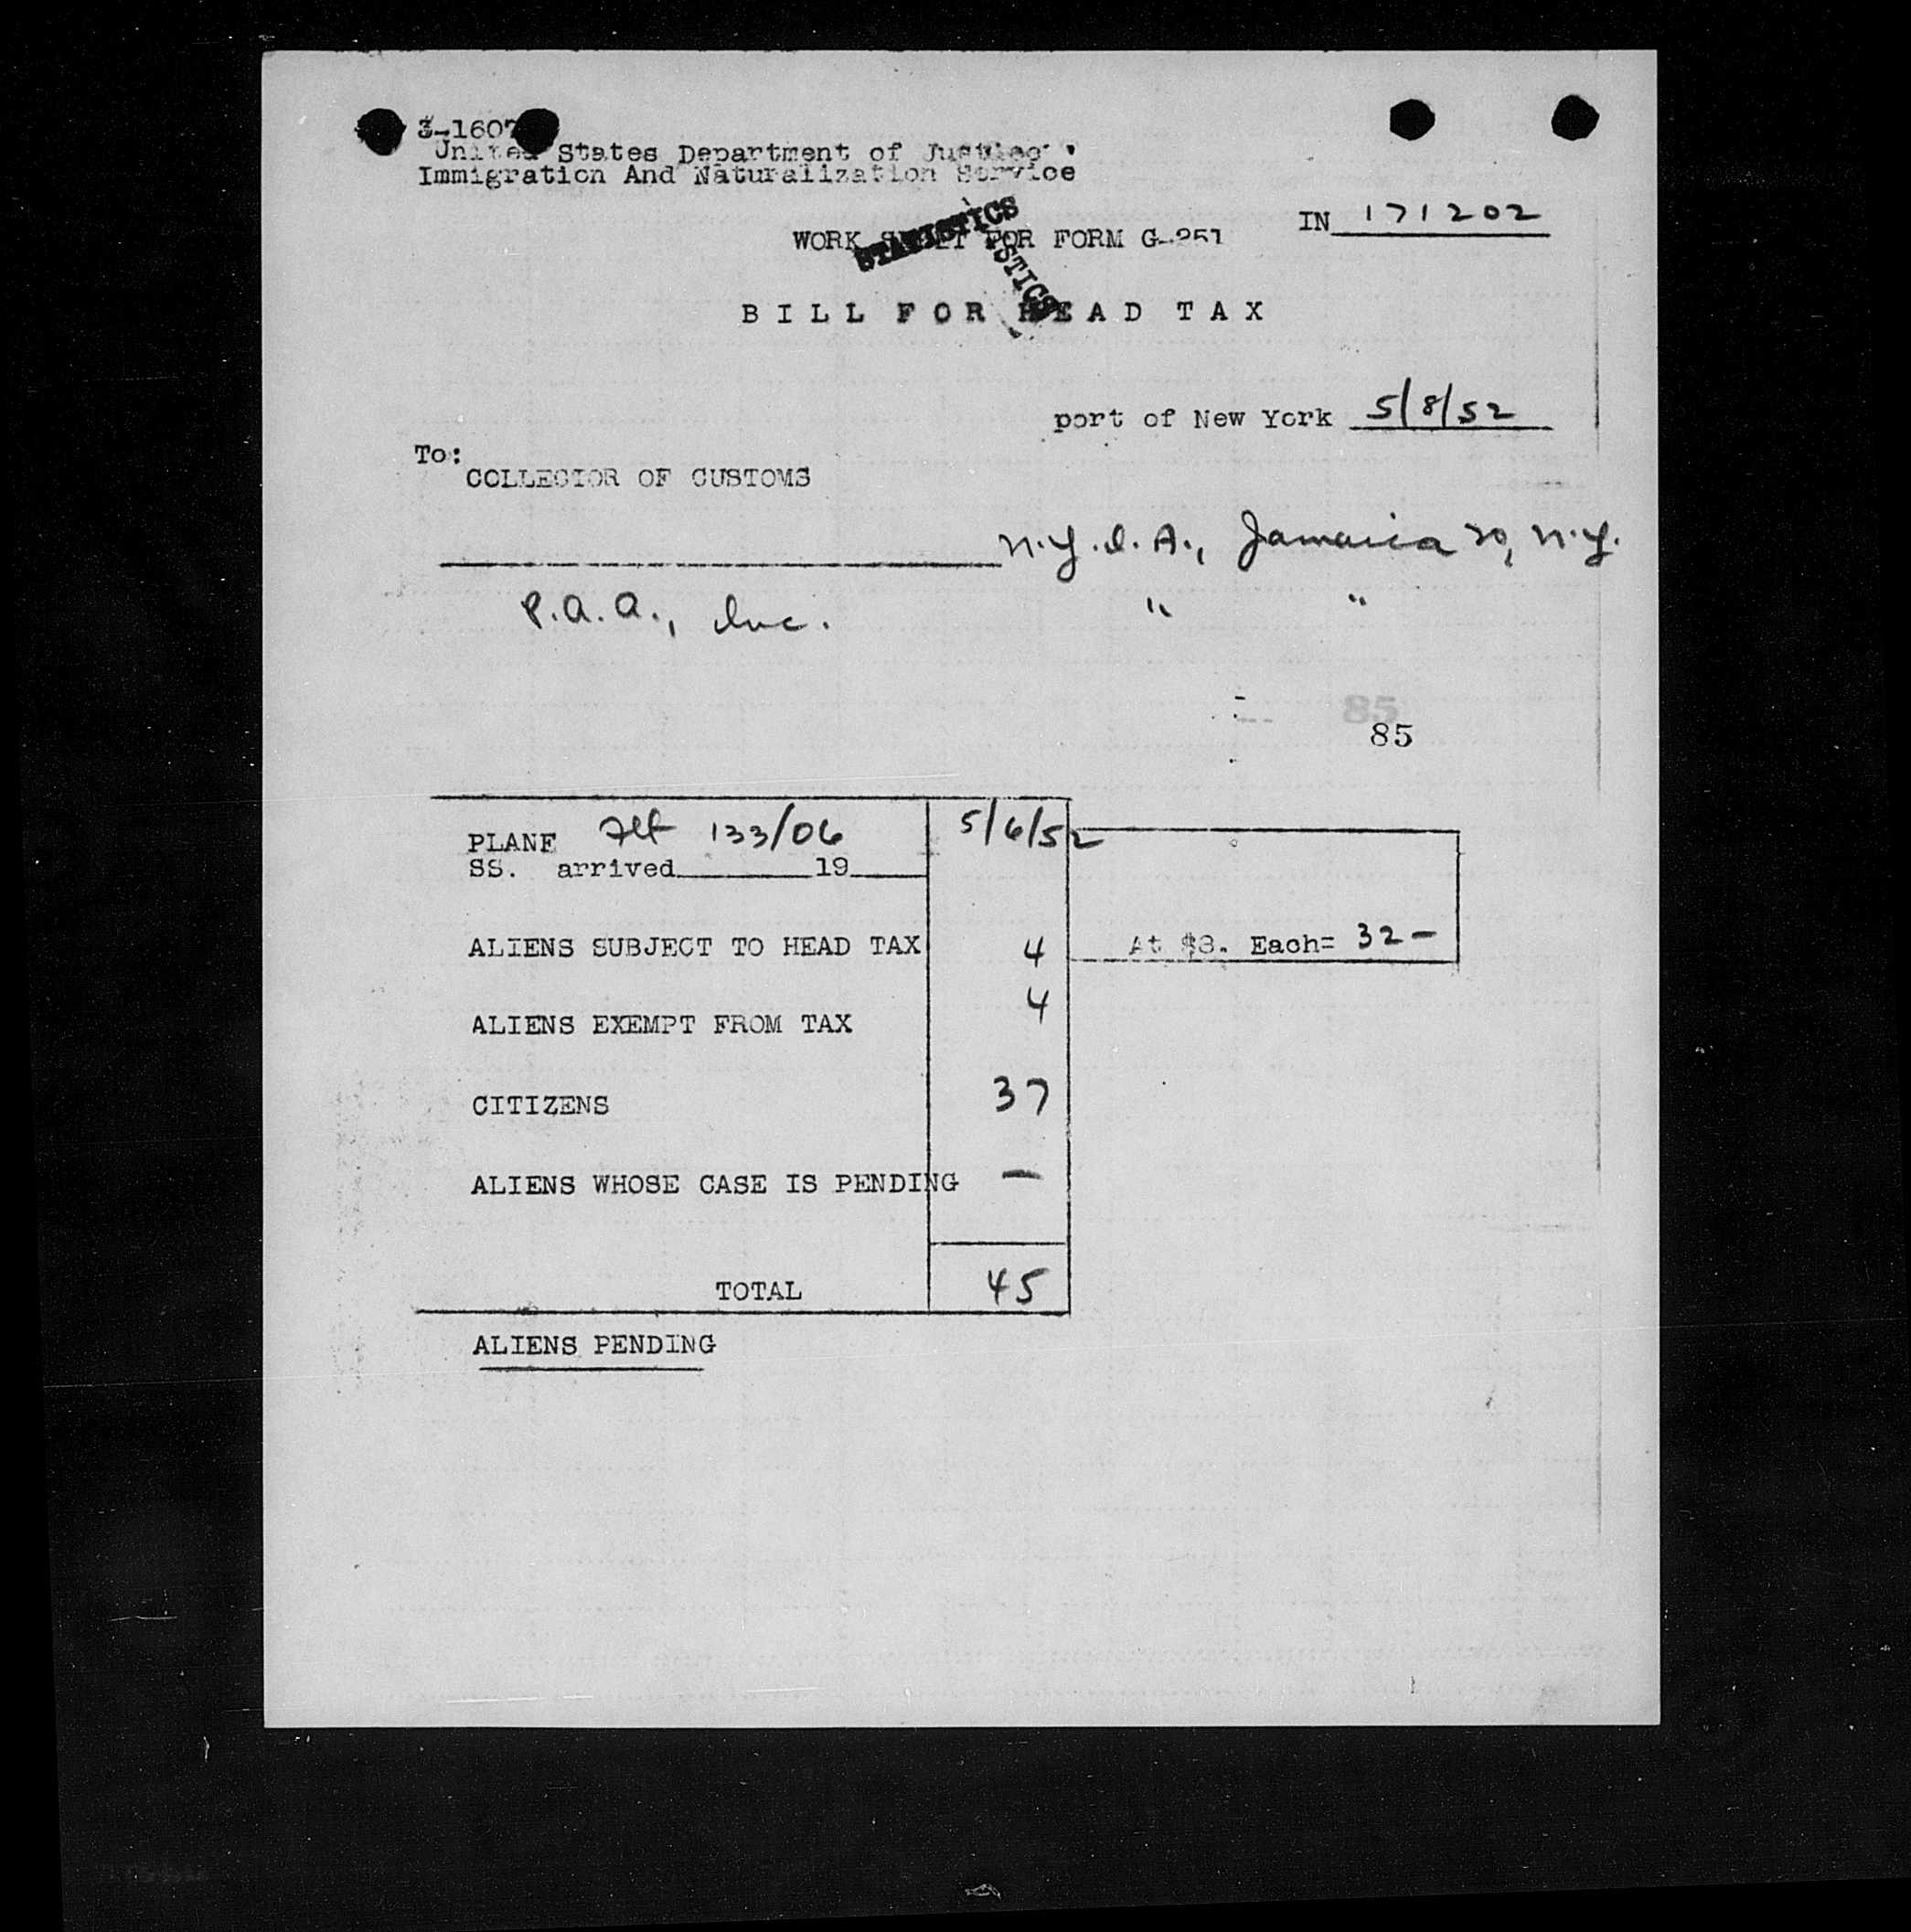 3-1607
United States Department of Justice
Immigration And Naturalization Service
IN 171202
WORK SHEET FOR FORM G-251
STATISTICS
STICS
BILL FOR HEAD TAX
port of New York 5/8/52
To:
COLLECTOR OF CUSTOMS
N.Y.I.A., Jamaica 30, N.Y.
P.A.A., Inc. " "
85
85
PLANE Flt 133/06 5/6/52
SS. arrived 19
ALIENS SUBJECT TO HEAD TAX 4 At $8. Each= 32-
ALIENS EXEMPT FROM TAX 4
CITIZENS 37
ALIENS WHOSE CASE IS PENDING —
TOTAL 45
ALIENS PENDING